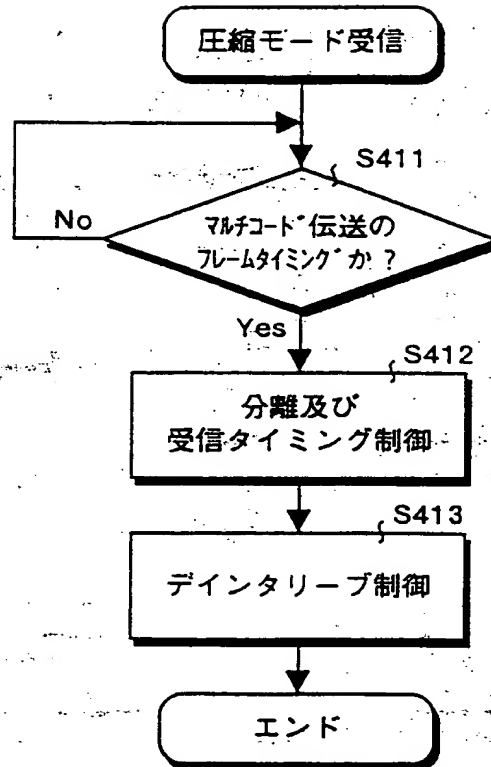 圧縮モード受信
S411
マルチコード伝送の
フレームタイミングか？
No
Yes
S412
分離及び
受信タイミング制御
S413
デインタリーブ制御
エンド